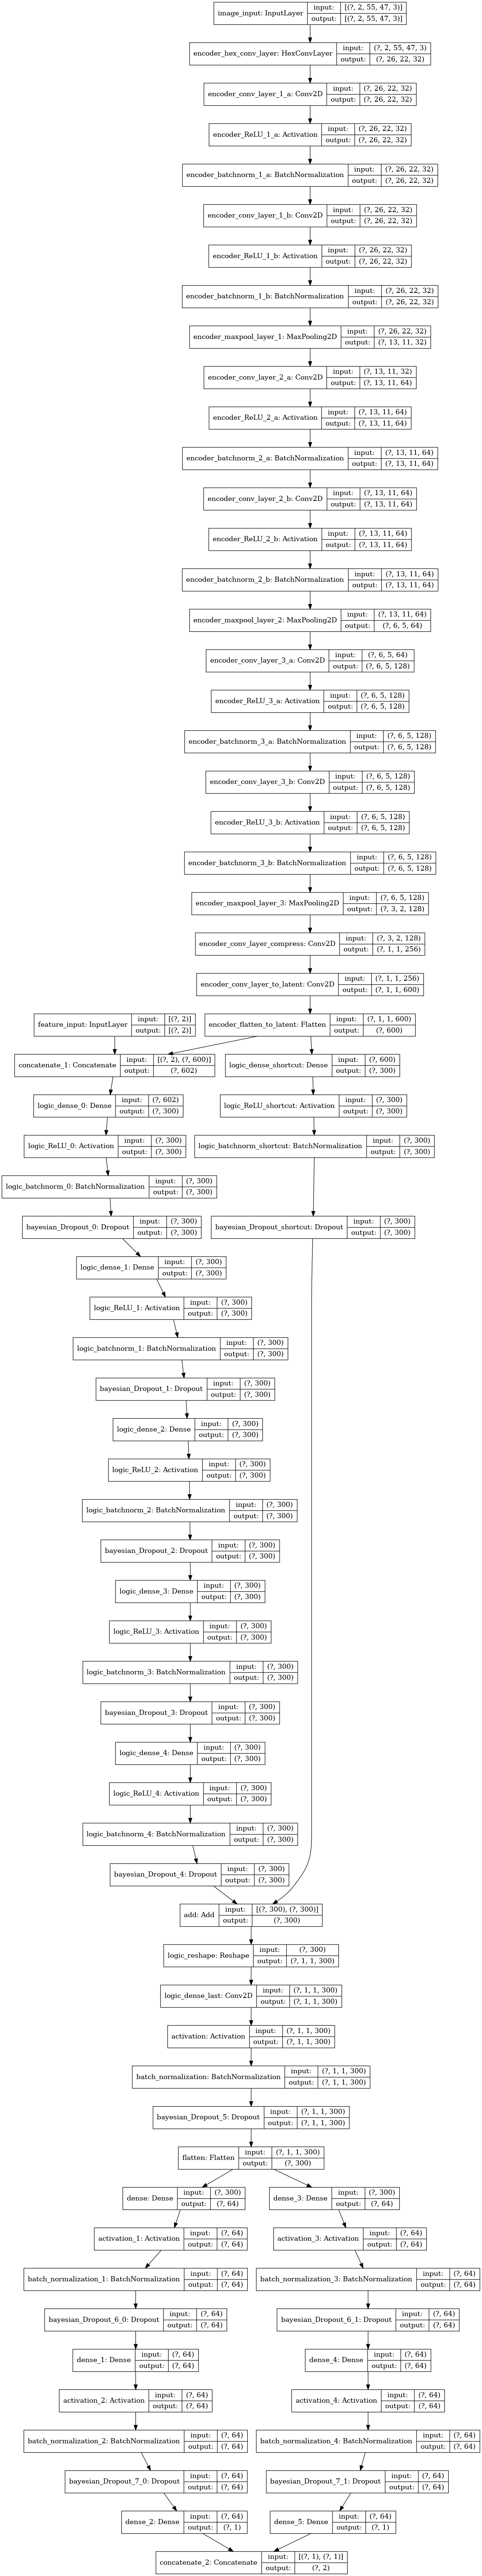 image_input: InputLayer
input: [(?, 2, 55, 47, 3)]
output: [(?, 2, 55, 47, 3)]
encoder_hex_conv_layer: HexConvLayer
input: (?, 2, 55, 47, 3)
output: (?, 26, 22, 32)
encoder_conv_layer_1_a: Conv2D
input: (?, 26, 22, 32)
output: (?, 26, 22, 32)
encoder_ReLU_1_a: Activation
input: (?, 26, 22, 32)
output: (?, 26, 22, 32)
encoder_batchnorm_1_a: BatchNormalization
input: (?, 26, 22, 32)
output: (?, 26, 22, 32)
encoder_conv_layer_1_b: Conv2D
input: (?, 26, 22, 32)
output: (?, 26, 22, 32)
encoder_ReLU_1_b: Activation
input: (?, 26, 22, 32)
output: (?, 26, 22, 32)
encoder_batchnorm_1_b: BatchNormalization
input: (?, 26, 22, 32)
output: (?, 26, 22, 32)
encoder_maxpool_layer_1: MaxPooling2D
input: (?, 26, 22, 32)
output: (?, 13, 11, 32)
encoder_conv_layer_2_a: Conv2D
input: (?, 13, 11, 32)
output: (?, 13, 11, 64)
encoder_ReLU_2_a: Activation
input: (?, 13, 11, 64)
output: (?, 13, 11, 64)
encoder_batchnorm_2_a: BatchNormalization
input: (?, 13, 11, 64)
output: (?, 13, 11, 64)
encoder_conv_layer_2_b: Conv2D
input: (?, 13, 11, 64)
output: (?, 13, 11, 64)
encoder_ReLU_2_b: Activation
input: (?, 13, 11, 64)
output: (?, 13, 11, 64)
encoder_batchnorm_2_b: BatchNormalization
input: (?, 13, 11, 64)
output: (?, 13, 11, 64)
encoder_maxpool_layer_2: MaxPooling2D
input: (?, 13, 11, 64)
output: (?, 6, 5, 64)
encoder_conv_layer_3_a: Conv2D
input: (?, 6, 5, 64)
output: (?, 6, 5, 128)
encoder_ReLU_3_a: Activation
input: (?, 6, 5, 128)
output: (?, 6, 5, 128)
encoder_batchnorm_3_a: BatchNormalization
input: (?, 6, 5, 128)
output: (?, 6, 5, 128)
encoder_conv_layer_3_b: Conv2D
input: (?, 6, 5, 128)
output: (?, 6, 5, 128)
encoder_ReLU_3_b: Activation
input: (?, 6, 5, 128)
output: (?, 6, 5, 128)
encoder_batchnorm_3_b: BatchNormalization
input: (?, 6, 5, 128)
output: (?, 6, 5, 128)
encoder_maxpool_layer_3: MaxPooling2D
input: (?, 6, 5, 128)
output: (?, 3, 2, 128)
encoder_conv_layer_compress: Conv2D
input: (?, 3, 2, 128)
output: (?, 1, 1, 256)
encoder_conv_layer_to_latent: Conv2D
input: (?, 1, 1, 256)
output: (?, 1, 1, 600)
feature_input: InputLayer
input: [(?, 2)]
output: [(?, 2)]
encoder_flatten_to_latent: Flatten
input: (?, 1, 1, 600)
output: (?, 600)
concatenate_1: Concatenate
input: [(?, 2), (?, 600)]
output: (?, 602)
logic_dense_shortcut: Dense
input: (?, 600)
output: (?, 300)
logic_dense_0: Dense
input: (?, 602)
output: (?, 300)
logic_ReLU_shortcut: Activation
input: (?, 300)
output: (?, 300)
logic_ReLU_0: Activation
input: (?, 300)
output: (?, 300)
logic_batchnorm_shortcut: BatchNormalization
input: (?, 300)
output: (?, 300)
logic_batchnorm_0: BatchNormalization
input: (?, 300)
output: (?, 300)
bayesian_Dropout_0: Dropout
input: (?, 300)
output: (?, 300)
bayesian_Dropout_shortcut: Dropout
input: (?, 300)
output: (?, 300)
logic_dense_1: Dense
input: (?, 300)
output: (?, 300)
logic_ReLU_1: Activation
input: (?, 300)
output: (?, 300)
logic_batchnorm_1: BatchNormalization
input: (?, 300)
output: (?, 300)
bayesian_Dropout_1: Dropout
input: (?, 300)
output: (?, 300)
logic_dense_2: Dense
input: (?, 300)
output: (?, 300)
logic_ReLU_2: Activation
input: (?, 300)
output: (?, 300)
logic_batchnorm_2: BatchNormalization
input: (?, 300)
output: (?, 300)
bayesian_Dropout_2: Dropout
input: (?, 300)
output: (?, 300)
logic_dense_3: Dense
input: (?, 300)
output: (?, 300)
logic_ReLU_3: Activation
input: (?, 300)
output: (?, 300)
logic_batchnorm_3: BatchNormalization
input: (?, 300)
output: (?, 300)
bayesian_Dropout_3: Dropout
input: (?, 300)
output: (?, 300)
logic_dense_4: Dense
input: (?, 300)
output: (?, 300)
logic_ReLU_4: Activation
input: (?, 300)
output: (?, 300)
logic_batchnorm_4: BatchNormalization
input: (?, 300)
output: (?, 300)
bayesian_Dropout_4: Dropout
input: (?, 300)
output: (?, 300)
add: Add
input: [(?, 300), (?, 300)]
output: (?, 300)
logic_reshape: Reshape
input: (?, 300)
output: (?, 1, 1, 300)
logic_dense_last: Conv2D
input: (?, 1, 1, 300)
output: (?, 1, 1, 300)
activation: Activation
input: (?, 1, 1, 300)
output: (?, 1, 1, 300)
batch_normalization: BatchNormalization
input: (?, 1, 1, 300)
output: (?, 1, 1, 300)
bayesian_Dropout_5: Dropout
input: (?, 1, 1, 300)
output: (?, 1, 1, 300)
flatten: Flatten
input: (?, 1, 1, 300)
output: (?, 300)
dense: Dense
input: (?, 300)
output: (?, 64)
dense_3: Dense
input: (?, 300)
output: (?, 64)
activation_1: Activation
input: (?, 64)
output: (?, 64)
activation_3: Activation
input: (?, 64)
output: (?, 64)
batch_normalization_1: BatchNormalization
input: (?, 64)
output: (?, 64)
batch_normalization_3: BatchNormalization
input: (?, 64)
output: (?, 64)
bayesian_Dropout_6_0: Dropout
input: (?, 64)
output: (?, 64)
bayesian_Dropout_6_1: Dropout
input: (?, 64)
output: (?, 64)
dense_1: Dense
input: (?, 64)
output: (?, 64)
dense_4: Dense
input: (?, 64)
output: (?, 64)
activation_2: Activation
input: (?, 64)
output: (?, 64)
activation_4: Activation
input: (?, 64)
output: (?, 64)
batch_normalization_2: BatchNormalization
input: (?, 64)
output: (?, 64)
batch_normalization_4: BatchNormalization
input: (?, 64)
output: (?, 64)
bayesian_Dropout_7_0: Dropout
input: (?, 64)
output: (?, 64)
bayesian_Dropout_7_1: Dropout
input: (?, 64)
output: (?, 64)
dense_2: Dense
input: (?, 64)
output: (?, 1)
dense_5: Dense
input: (?, 64)
output: (?, 1)
concatenate_2: Concatenate
input: [(?, 1), (?, 1)]
output: (?, 2)